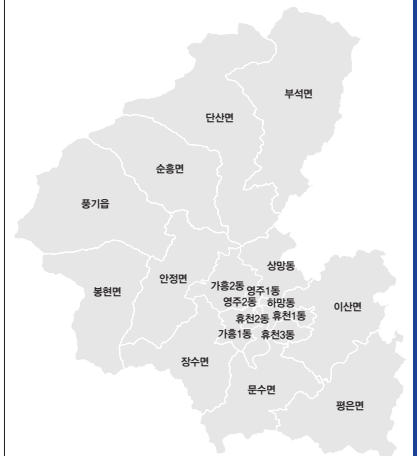 부석면
단산면
순흥면
풍기읍
상망동
안정면
가흥2동
영주1동
봉현면
영주2동
하망동
이산면
휴천2동
휴천1동
가흥1동
휴천3동
장수면
문수면
평은면